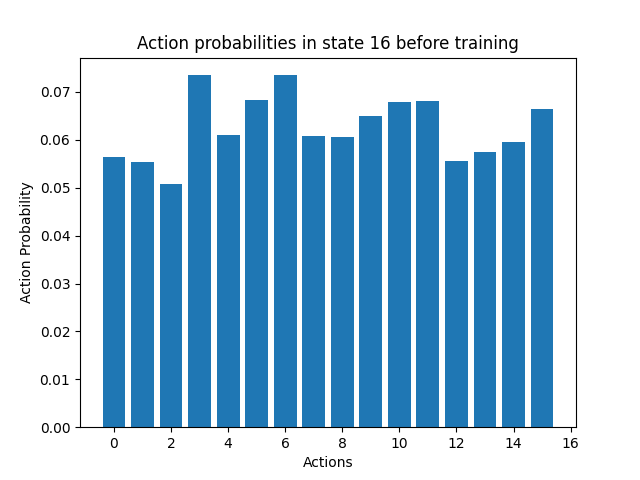 Action probabilities in state 16 before training
0.07
0.06
0.05
0.04
0.03
0.02
0.01
0.00
Action Probability
0 2 4 6 8 10 12 14 16
Actions